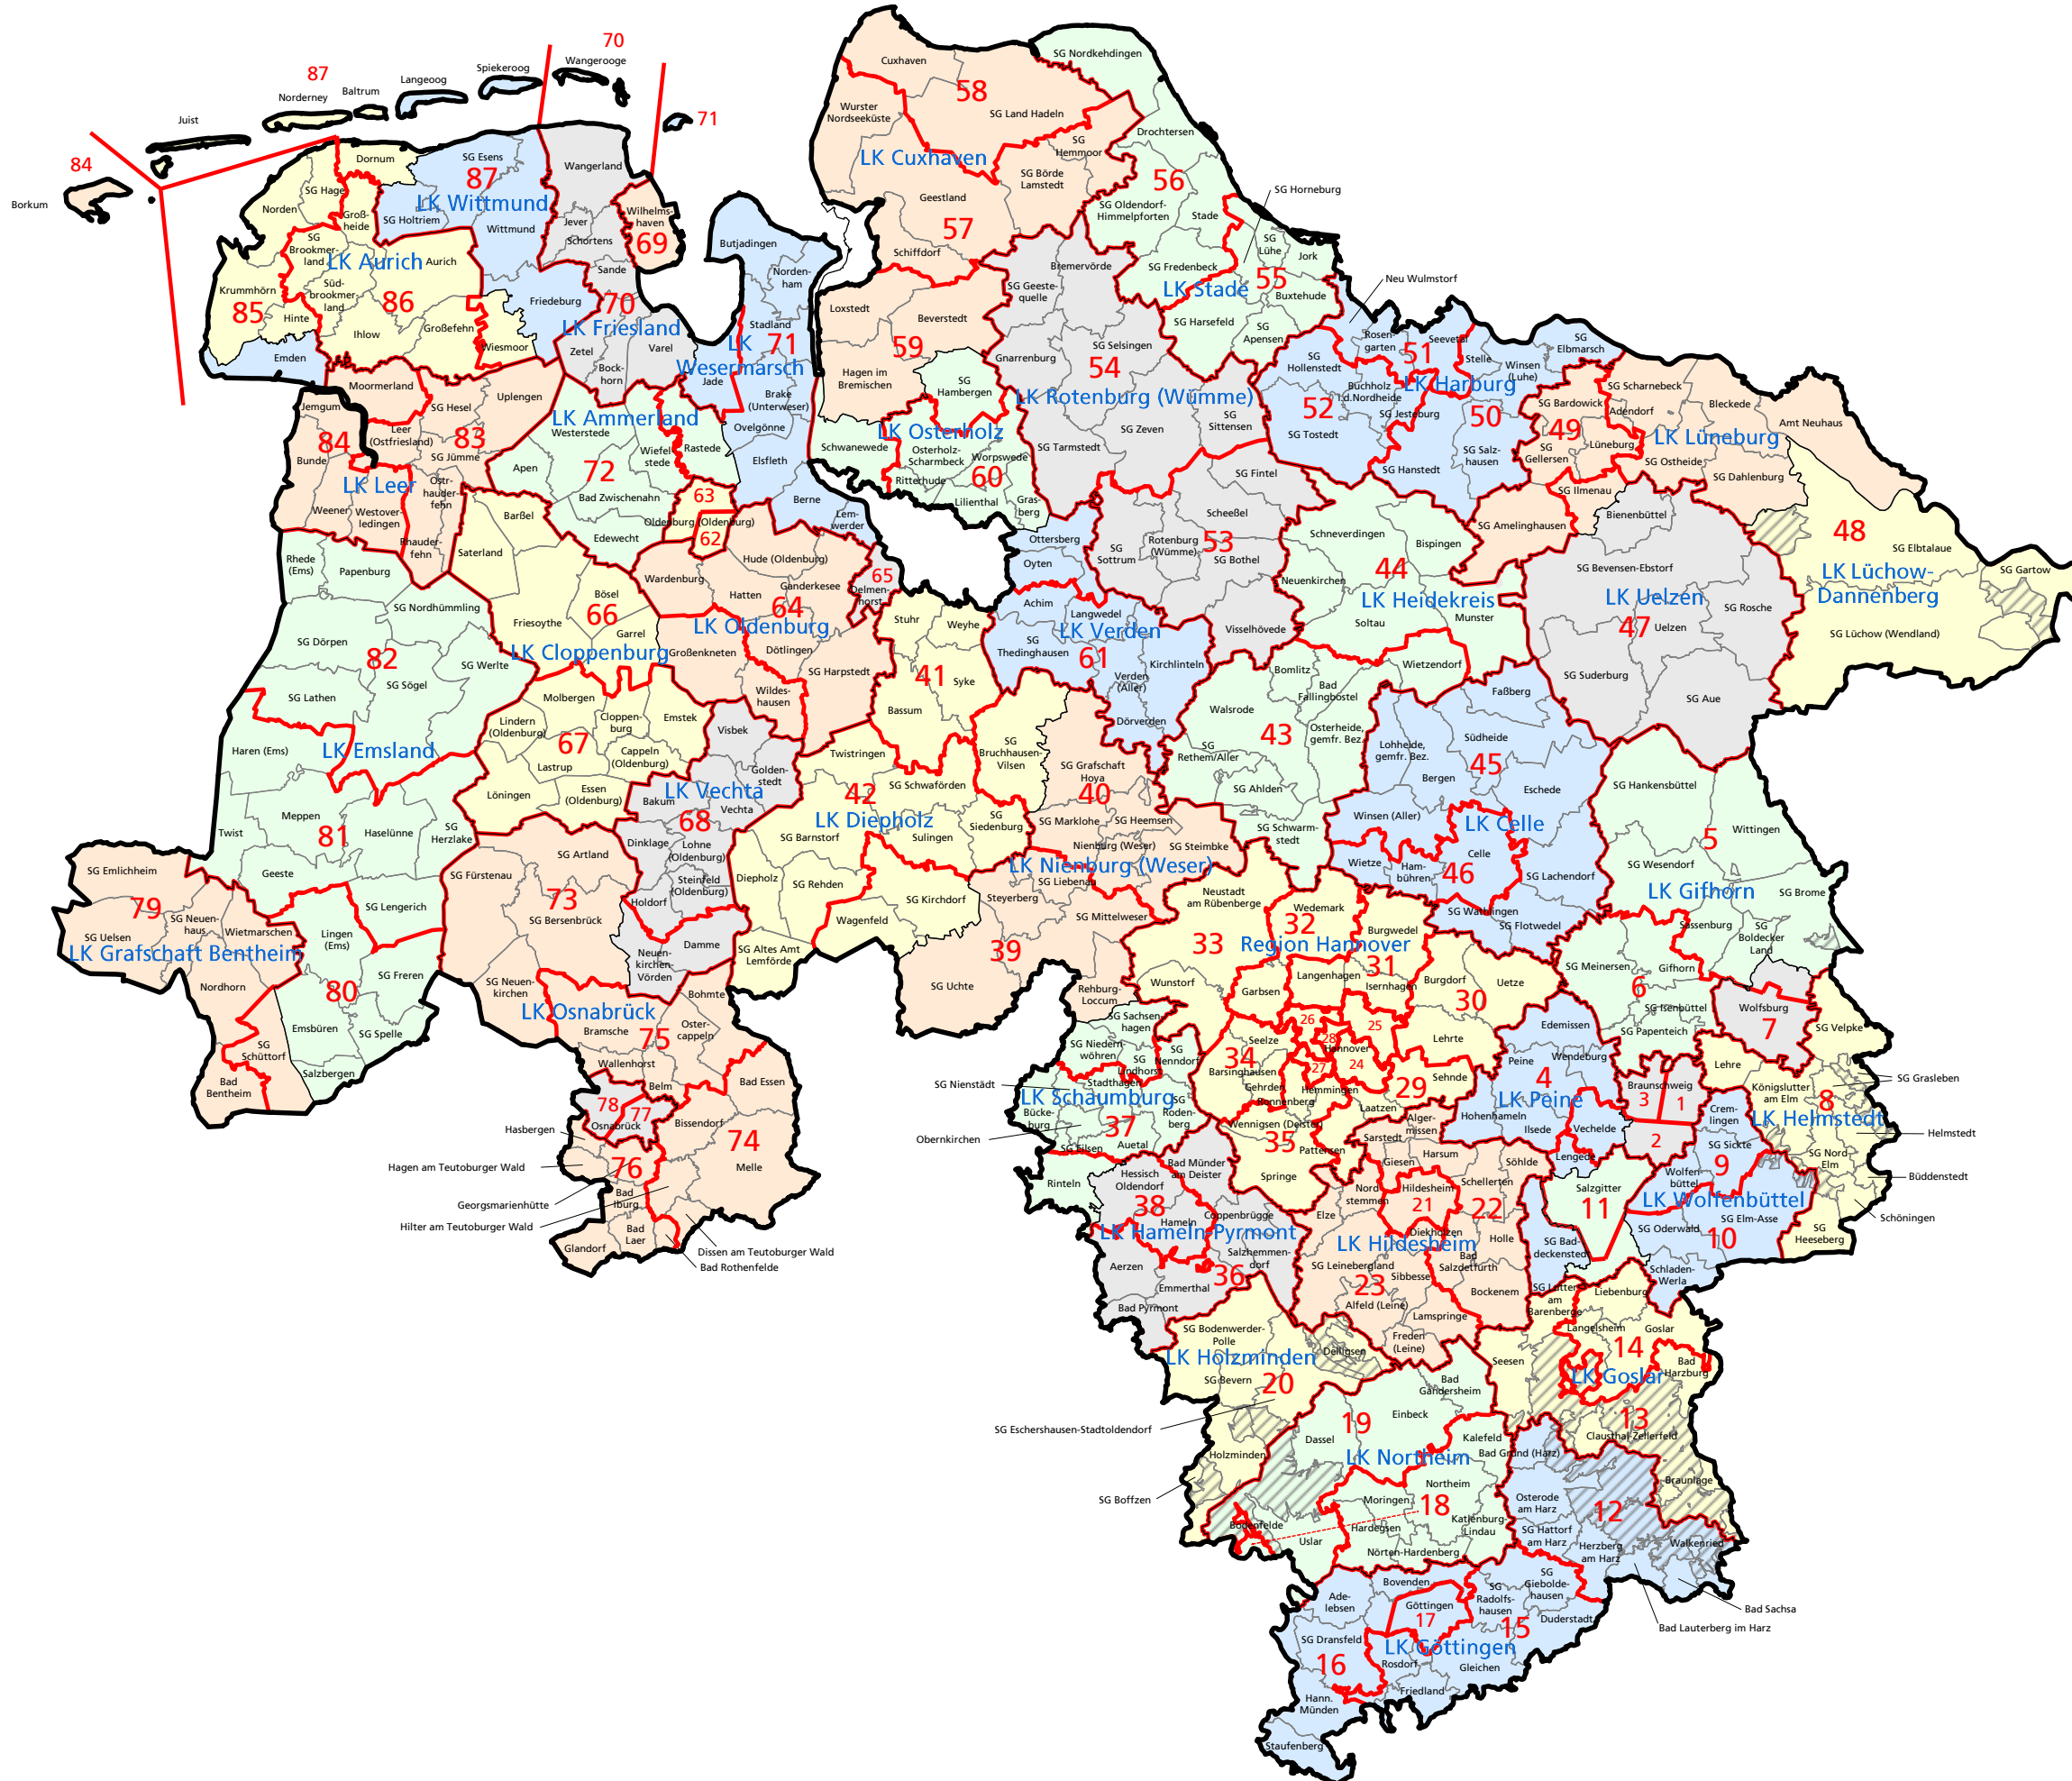 70
Wangerooge
Spiekeroog
Langeoog
87
Baltrum
Norderney
Juist
71
84
Borkum
Dornum
SG Esens
87
LK Wittmund
SG Hage
Norden
Groß-
heide
SG Holtriem
Wittmund
Wangerland
Jever
Schortens
Wilhelms-
haven
69
Sande
SG
Brookmer-
land
LK Aurich
Aurich
Krummhörn
85
Hinte
Süd-
brookmer-
land
86
Ihlow
Großefehn
Wiesmoor
Emden
Friedeburg
70
LK Friesland
Zetel
Varel
Bock-
horn
Butjadingen
Norden-
ham
Stadland
LK
71
Wesermarsch
Jade
Brake
(Unterweser)
Ovelgönne
Elsfleth
Berne
Lem-
werder
Moormerland
Jemgum
SG Hesel
Uplengen
84
Leer
(Ostfriesland)
83
SG Jümme
Bunde
LK Leer
Weener
Westover-
ledingen
Ostr-
hauder-
fehn
Rhauder-
fehn
LK Ammerland
Westerstede
Apen
72
Wiefel-
stede
Rastede
Bad Zwischenahn
Edewecht
63
Oldenburg (Oldenburg)
62
Cuxhaven
58
Wurster
Nordseeküste
SG Land Hadeln
LK Cuxhaven
SG
Hemmoor
SG Börde
Lamstedt
Geestland
57
Schiffdorf
Loxstedt
Beverstedt
59
Hagen im
Bremischen
SG Nordkehdingen
Drochtersen
56
SG Oldendorf-
Himmelpforten
Stade
SG Horneburg
SG
Lühe
Jork
SG Fredenbeck
LK Stade
55
Buxtehude
SG Harsefeld
SG
Apensen
SG
Hambergen
LK Osterholz
Schwanewede
Osterholz-
Scharmbeck
Worpswede
60
Ritterhude
Lilienthal
Gras-
berg
Bremervörde
SG Geeste-
quelle
SG Selsingen
Gnarrenburg
54
LK Rotenburg (Wümme)
SG Zeven
SG
Sittensen
SG Tarmstedt
SG Fintel
Scheeßel
Rotenburg
(Wümme)
53
SG
Sottrum
SG Bothel
Visselhövede
Neu Wulmstorf
Rosen-
garten
51
Seevetal
Stelle
Winsen
(Luhe)
SG
Elbmarsch
SG
Hollenstedt
LK Harburg
Buchholz
i.d.Nordheide
52
SG Jesteburg
50
SG Tostedt
SG Salz-
hausen
SG Hanstedt
SG Scharnebeck
Bleckede
Amt Neuhaus
SG Bardowick
Adendorf
49
Lüneburg
LK Lüneburg
SG
Gellersen
SG Ostheide
SG Dahlenburg
SG Ilmenau
SG Amelinghausen
Bienenbüttel
48
SG Elbtalaue
SG Gartow
LK Lüchow-
Dannenberg
SG Lüchow (Wendland)
SG Bevensen-Ebstorf
LK Uelzen
SG Rosche
47
Uelzen
SG Suderburg
SG Aue
Schneverdingen
Bispingen
44
Neuenkirchen
LK Heidekreis
Soltau
Munster
Wietzendorf
Bomlitz
Bad
Fallingbostel
Walsrode
43
Osterheide,
gemfr. Bez.
SG
Rethem/Aller
SG Ahlden
SG Schwarm-
stedt
Ottersberg
Oyten
Achim
Langwedel
LK Verden
SG
Thedinghausen
61
Kirchlinteln
Verden
(Aller)
Dörverden
Rhede
(Ems)
Papenburg
SG Nordhümmling
SG Dörpen
82
SG Werlte
SG Sögel
SG Lathen
Haren (Ems)
LK Emsland
Meppen
Twist
81
Haselünne
SG
Herzlake
Geeste
SG Lengerich
Lingen
(Ems)
SG Freren
80
Emsbüren
SG Spelle
Salzbergen
SG Emlichheim
79
SG Neuen-
haus
Wietmarschen
SG Uelsen
LK Grafschaft Bentheim
Nordhorn
SG
Schüttorf
Bad
Bentheim
Barßel
Saterland
Bösel
66
Friesoythe
Garrel
LK Cloppenburg
Molbergen
Lindern
(Oldenburg)
Cloppen-
burg
Emstek
67
Cappeln
(Oldenburg)
Lastrup
Löningen
Essen
(Oldenburg)
Hude (Oldenburg)
Wardenburg
Ganderkesee
Hatten
64
65
Delmen-
horst
LK Oldenburg
Großenkneten
Dötlingen
SG Harpstedt
Wildes-
hausen
Visbek
Golden-
stedt
LK Vechta
Bakum
Vechta
68
Dinklage
Lohne
(Oldenburg)
Steinfeld
(Oldenburg)
Holdorf
Damme
Neuen-
kirchen-
Vörden
Stuhr
Weyhe
41
Syke
Bassum
Twistringen
SG
Bruchhausen-
Vilsen
SG Schwaförden
42
LK Diepholz
SG Barnstorf
Sulingen
SG
Siedenburg
Diepholz
SG Rehden
SG Kirchdorf
Wagenfeld
SG Altes Amt
Lemförde
SG Grafschaft
Hoya
40
SG Marklohe
SG Heemsen
Nienburg (Weser)
SG Steimbke
LK Nienburg (Weser)
SG Liebenau
Steyerberg
SG Mittelweser
39
SG Uchte
Rehburg-
Loccum
SG Artland
SG Fürstenau
73
SG Bersenbrück
SG Neuen-
kirchen
LK Osnabrück
Bohmte
Bramsche
75
Oster-
cappeln
Wallenhorst
Belm
Bad Essen
78
77
Osnabrück
Bissendorf
74
Melle
Hasbergen
Hagen am Teutoburger Wald
76
Georgsmarienhütte
Bad
Iburg
Hilter am Teutoburger Wald
Bad
Laer
Glandorf
Dissen am Teutoburger Wald
Bad Rothenfelde
Faßberg
Südheide
Lohheide,
gemfr. Bez.
45
Bergen
Eschede
Winsen (Aller)
LK Celle
Celle
Wietze
Ham-
bühren
46
SG Lachendorf
SG Wathlingen
SG Flotwedel
SG Hankensbüttel
5
Wittingen
SG Wesendorf
LK Gifhorn
SG Brome
Sassenburg
SG
Boldecker
Land
SG Meinersen
Gifhorn
6
SG Isenbüttel
SG Papenteich
Wolfsburg
7
Neustadt
am Rübenberge
Wedemark
32
33
Region Hannover
Burgwedel
31
Langenhagen
Isernhagen
Burgdorf
Uetze
30
Wunstorf
Garbsen
26
25
28
Hannover
Seelze
34
27
24
Lehrte
Barsinghausen
Gehrden
Ronnenberg
Hemmingen
29
Sehnde
Laatzen
Wennigsen (Deister)
35
Pattensen
Springe
SG Sachsen-
hagen
SG Niedern-
wöhren
SG
Lindhorst
SG
Nenndorf
SG Nienstädt
Stadthagen
LK Schaumburg
SG
Roden-
berg
Bücke-
burg
37
Obernkirchen
Auetal
SG Eilsen
Rinteln
Hessisch
Oldendorf
Bad Münder
am Deister
38
Hameln
Coppenbrügge
LK Hameln-Pyrmont
Salzhemmen-
dorf
Aerzen
36
Emmerthal
Bad Pyrmont
Edemissen
Peine
Wendeburg
4
LK Peine
Hohenhameln
Ilsede
Vechelde
Lengede
Alger-
missen
Sarstedt
Harsum
Giesen
Söhlde
Schellerten
Nord-
stemmen
Hildesheim
21
22
Elze
Diekholzen
Holle
LK Hildesheim
Bad
Salzdetfurth
SG Leinebergland
Sibbesse
23
Alfeld (Leine)
Bockenem
Lamspringe
Freden
(Leine)
Braunschweig
3
1
2
Lehre
SG Velpke
Königslutter
am Elm
SG Grasleben
8
LK Helmstedt
Helmstedt
SG Nord-
Elm
Büddenstedt
Schöningen
SG
Heeseberg
Crem-
lingen
SG Sickte
9
Wolfen-
büttel
LK Wolfenbüttel
SG Elm-Asse
SG Oderwald
10
Schladen-
Werla
Salzgitter
11
SG Bad-
deckenstedt
SG Lutter
am
Barenberge
Liebenburg
Langelsheim
Goslar
14
Seesen
LK Goslar
Bad
Harzburg
13
Clausthal-Zellerfeld
Braunlage
SG Bodenwerder-
Polle
LK Holzminden
Delligsen
SG Bevern
20
SG Eschershausen-Stadtoldendorf
Holzminden
SG Boffzen
Bad
Gandersheim
Einbeck
19
Dassel
Kalefeld
LK Northeim
Northeim
Moringen
18
Bodenfelde
Hardegsen
Katlenburg-
Lindau
Uslar
Nörten-Hardenberg
Bad Grund (Harz)
Osterode
am Harz
12
SG Hattorf
am Harz
Herzberg
am Harz
Walkenried
Bad Sachsa
Bad Lauterberg im Harz
Bovenden
Ade-
lebsen
Göttingen
17
SG
Radolfs-
hausen
SG
Giebolde-
hausen
Duderstadt
15
SG Dransfeld
LK Göttingen
16
Rosdorf
Gleichen
Friedland
Hann.
Münden
Staufenberg